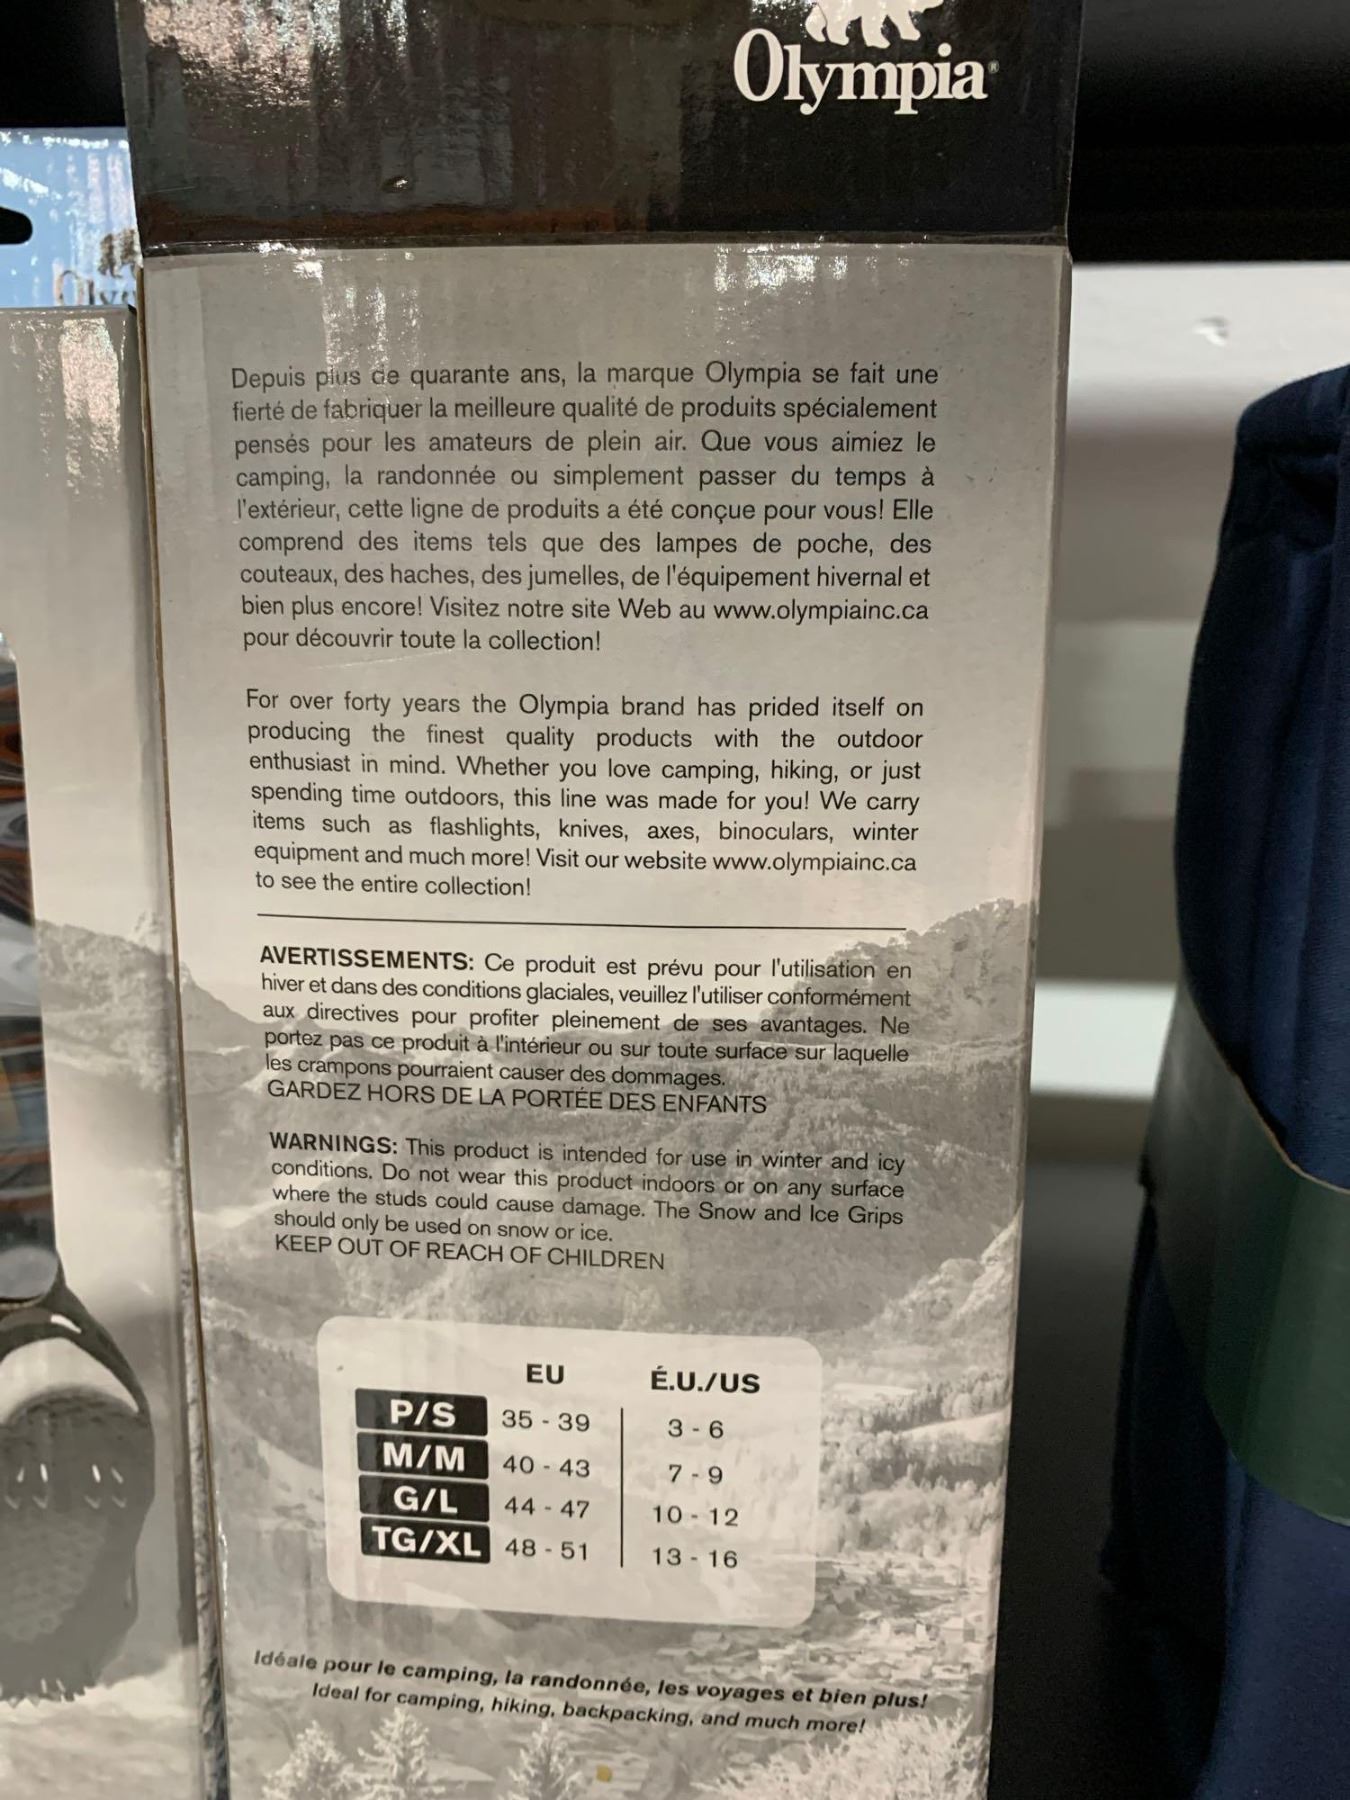 Olympia®
Depuis plus de quarante ans, la marque Olympia se fait une
fierté de fabriquer la meilleure qualité de produits spécialement
pensés pour les amateurs de plein air. Que vous aimiez le
camping, la randonnée ou simplement passer du temps à
l'extérieur, cette ligne de produits a été conçue pour vous! Elle
comprend des items tels que des lampes de poche, des
couteaux, des haches, des jumelles, de l'équipement hivernal et
bien plus encore! Visitez notre site Web au www.olympiainc.ca
pour découvrir toute la collection!
For over forty years the Olympia brand has prided itself on
producing the finest quality products with the outdoor
enthusiast in mind. Whether you love camping, hiking, or just
spending time outdoors, this line was made for you! We carry
items such as flashlights, knives, axes, binoculars, winter
equipment and much more! Visit our website www.olympiainc.ca
to see the entire collection!
AVERTISSEMENTS: Ce produit est prévu pour l'utilisation en
hiver et dans des conditions glaciales, veuillez l'utiliser conformément
aux directives pour profiter pleinement de ses avantages. Ne
portez pas ce produit à l'intérieur ou sur toute surface sur laquelle
les crampons pourraient causer des dommages.
GARDEZ HORS DE LA PORTÉE DES ENFANTS
WARNINGS: This product is intended for use in winter and icy
conditions. Do not wear this product indoors or on any surface
where the studs could cause damage. The Snow and Ice Grips
should only be used on snow or ice.
KEEP OUT OF REACH OF CHILDREN
EU É.U./US
P/S 35 - 39 3 - 6
M/M 40 - 43 7 - 9
G/L 44 - 47 10 - 12
TG/XL 48 - 51 13 - 16
Idéale pour le camping, la randonnée, les voyages et bien plus!
Ideal for camping, hiking, backpacking, and much more!